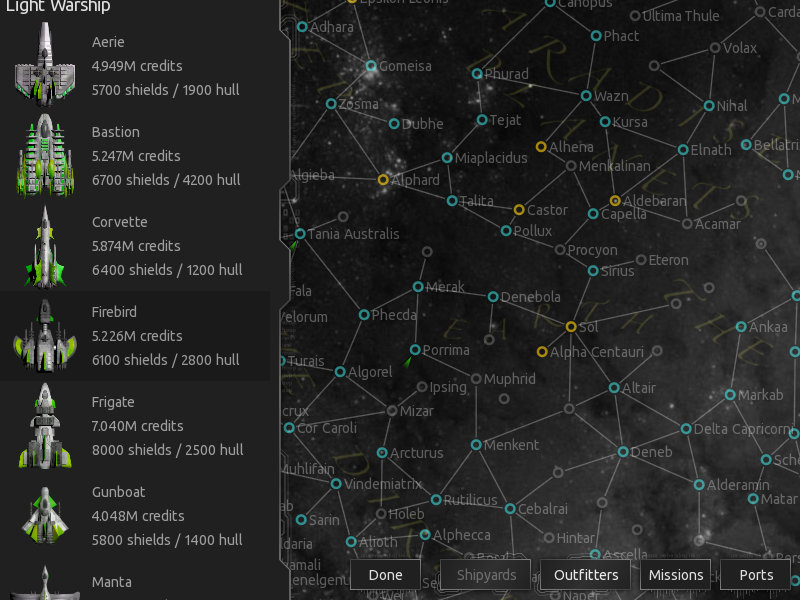 Light Warship
Aerie
4.949M credits
5700 shields / 1900 hull
Bastion
5.247M credits
6700 shields / 4200 hull
Corvette
5.874M credits
6400 shields / 1200 hull
Firebird
5.226M credits
6100 shields / 2800 hull
Frigate
7.040M credits
8000 shields / 2500 hull
Gunboat
4.048M credits
5800 shields / 1400 hull
Manta
Epsilon Leonis
Canopus
Adhara
Ultima Thule
Phact
Volax
Gomeisa
Phurad
Wazn
Zosma
Nihal
Dubhe
Tejat
Kursa
Alhena
Elnath
Miaplacidus
Menkalinan
Algieba
Alphard
Talita
Castor
Aldebaran
Capella
Acamar
Tania Australis
Pollux
Procyon
Eteron
Sirius
Merak
Denebola
Phecda
Sol
Ankaa
EARTH
THE
PARADISE
PLANETS
Porrima
Alpha Centauri
Turais
Algorel
Muphrid
Ipsing
Altair
Markab
Mizar
Cor Caroli
Delta Capricorni
Menkent
Arcturus
Deneb
Vindemiatrix
Alderamin
Rutilicus
Cebalrai
Matar
Sarin
Holeb
Alioth
Alphecca
Hintar
Ascella
Done
Shipyards
Outfitters
Missions
Ports